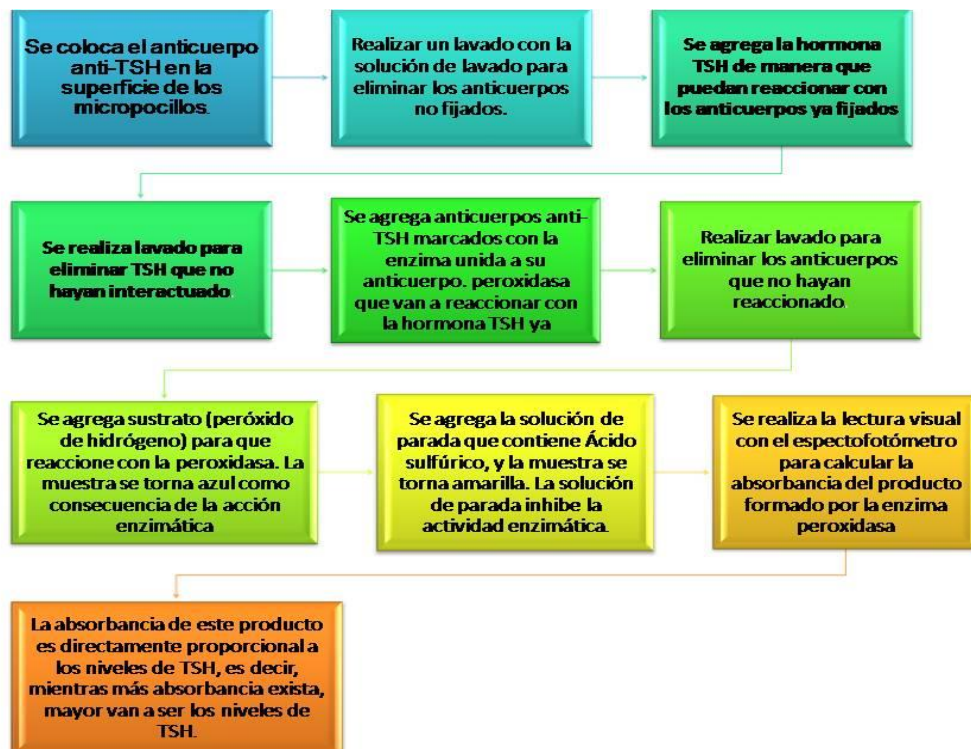 Se coloca el anticuerpo
anti-TSH en la
superficie de los
micropocillos.
Realizar un lavado con la
solución de lavado para
eliminar los anticuerpos
no fijados.
Se agrega la hormona
TSH de manera que
puedan reaccionar con
los anticuerpos ya fijados
Se realiza lavado para
eliminar TSH que no
hayan interactuado.
Se agrega anticuerpos anti-
TSH marcados con la
enzima unida a su
anticuerpo. peroxidasa
que van a reaccionar con
la hormona TSH ya
Realizar lavado para
eliminar los anticuerpos
que no hayan
reaccionado.
Se agrega sustrato (peróxido
de hidrógeno) para que
reaccione con la peroxidasa. La
muestra se torna azul como
consecuencia de la acción
enzimática
Se agrega la solución de
parada que contiene Ácido
sulfúrico, y la muestra se
torna amarilla. La solución
de parada inhibe la
actividad enzimática.
Se realiza la lectura visual
con el espectofotómetro
para calcular la
absorbancia del producto
formado por la enzima
peroxidasa
La absorbancia de este producto
es directamente proporcional a
los niveles de TSH, es decir,
mientras más absorbancia exista,
mayor van a ser los niveles de
TSH.